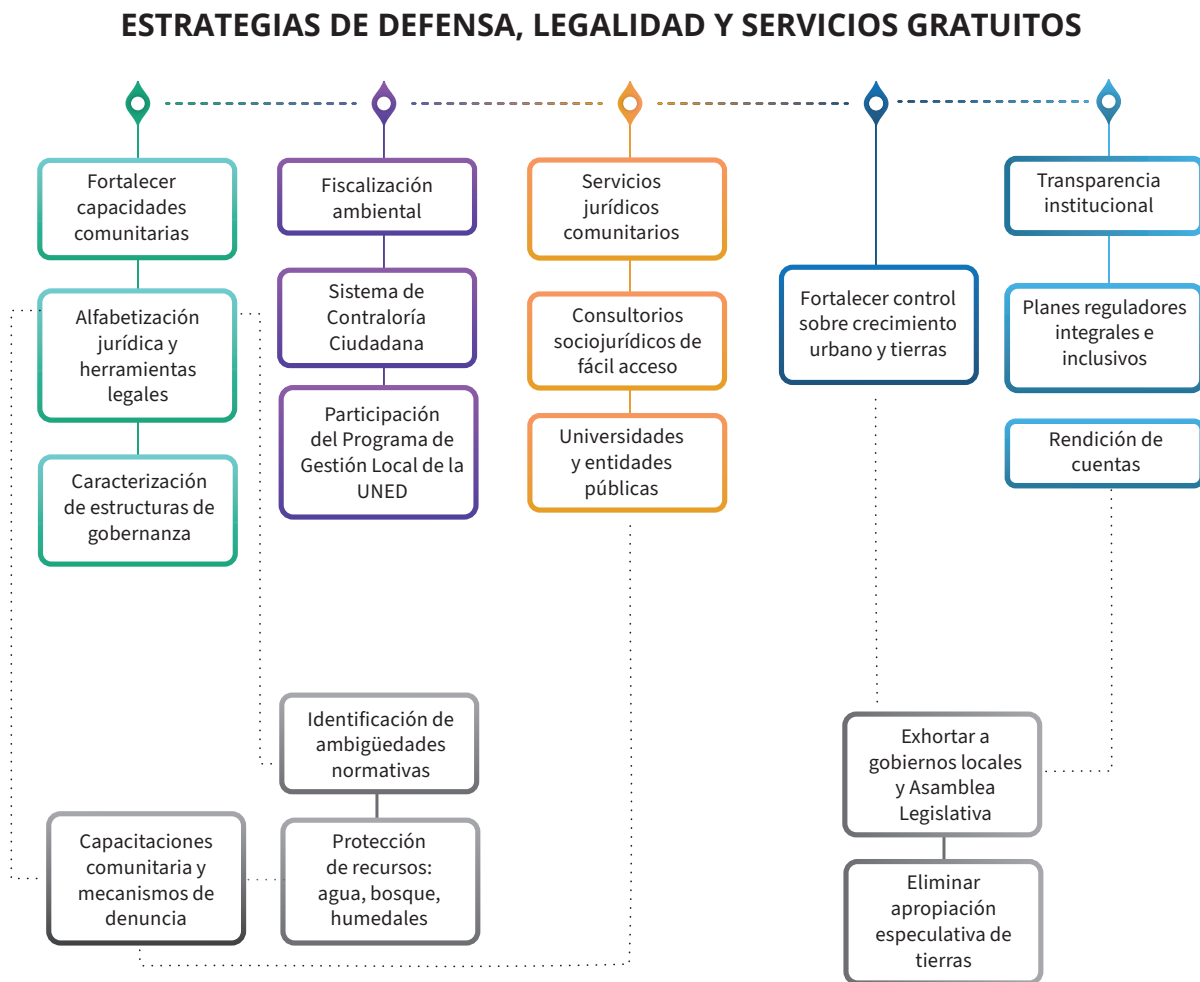 ESTRATEGIAS DE DEFENSA, LEGALIDAD Y SERVICIOS GRATUITOS
Fortalecer
capacidades
comunitarias
Alfabetización
jurídica y
herramientas
legales
Caracterización
de estructuras de
gobernanza
Fiscalización
ambiental
Sistema de
Contraloría
Ciudadana
Participación
del Programa de
Gestión Local de la
UNED
Servicios
jurídicos
comunitarios
Consultorios
sociojurídicos de
fácil acceso
Universidades
y entidades
públicas
Fortalecer control
sobre crecimiento
urbano y tierras
Transparencia
institucional
Planes reguladores
integrales e
inclusivos
Rendición de
cuentas
Identificación de
ambigüedades
normativas
Capacitaciones
comunitaria y
mecanismos de
denuncia
Protección
de recursos:
agua, bosque,
humedales
Exhortar a
gobiernos locales
y Asamblea
Legislativa
Eliminar
apropiación
especulativa de
tierras